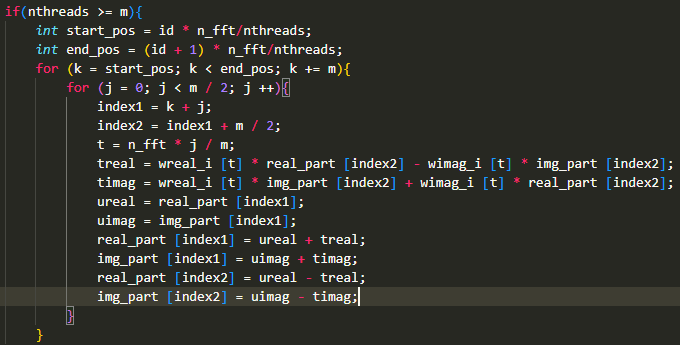 if(nthreads >= m){
    int start_pos = id * n_fft/nthreads;
    int end_pos = (id + 1) * n_fft/nthreads;
    for (k = start_pos; k < end_pos; k += m){
        for (j = 0; j < m / 2; j ++){
            index1 = k + j;
            index2 = index1 + m / 2;
            t = n_fft * j / m;
            treal = wreal_i [t] * real_part [index2] - wimag_i [t] * img_part [index2];
            timag = wreal_i [t] * img_part [index2] + wimag_i [t] * real_part [index2];
            ureal = real_part [index1];
            uimag = img_part [index1];
            real_part [index1] = ureal + treal;
            img_part [index1] = uimag + timag;
            real_part [index2] = ureal - treal;
            img_part [index2] = uimag - timag;
        }
    }